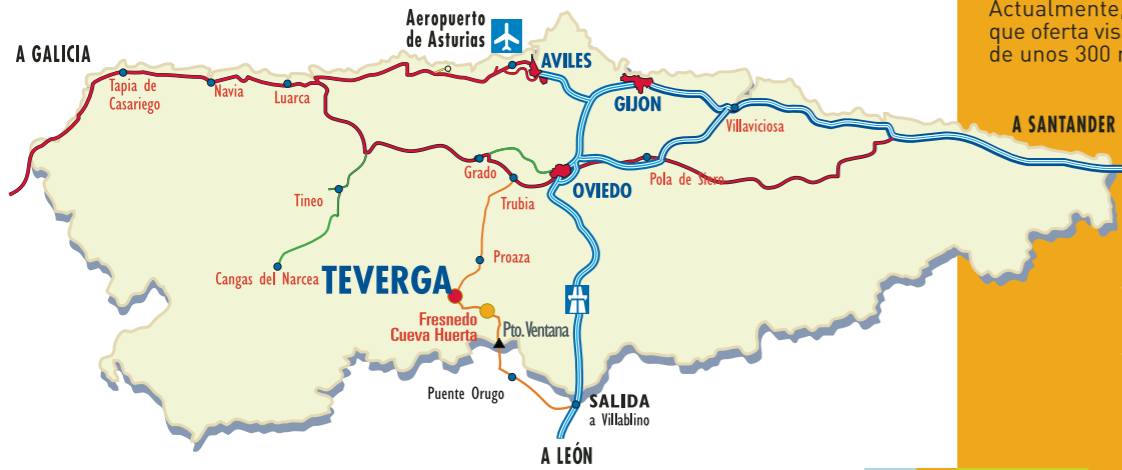 Actualmente,
que oferta vis
de unos 300
Aeropuerto
de Asturias
A GALICIA
AVILES
Tapia de
Casariego
Navia
Luarca
GIJON
Villaviciosa
A SANTANDER
Grado
OVIEDO
Pola de Siero
Trubia
Tineo
Proaza
Cangas del Narcea
TEVERGA
Fresnedo
Cueva Huerta
Pto. Ventana
Puente Orugo
SALIDA
a Villablino
A LEÓN